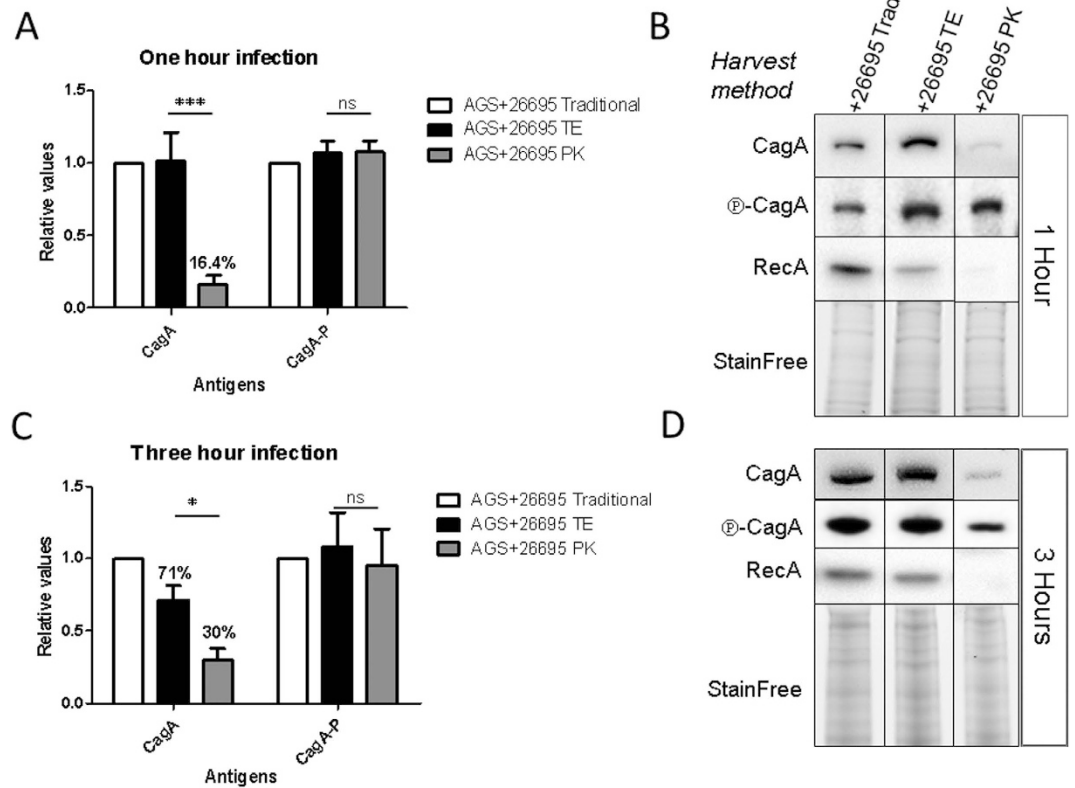 A
One hour infection
1.5
1.0
0.5
0.0
Relative values
***
ns
16.4%
CagA
CagA-P
Antigens
AGS+26695 Traditional
AGS+26695 TE
AGS+26695 PK
B
Harvest
method
+26695 Trad
+26695 TE
+26695 PK
CagA
Ⓟ-CagA
RecA
StainFree
1 Hour
C
Three hour infection
1.5
1.0
0.5
0.0
Relative values
*
ns
71%
30%
CagA
CagA-P
Antigens
AGS+26695 Traditional
AGS+26695 TE
AGS+26695 PK
D
CagA
Ⓟ-CagA
RecA
StainFree
3 Hours